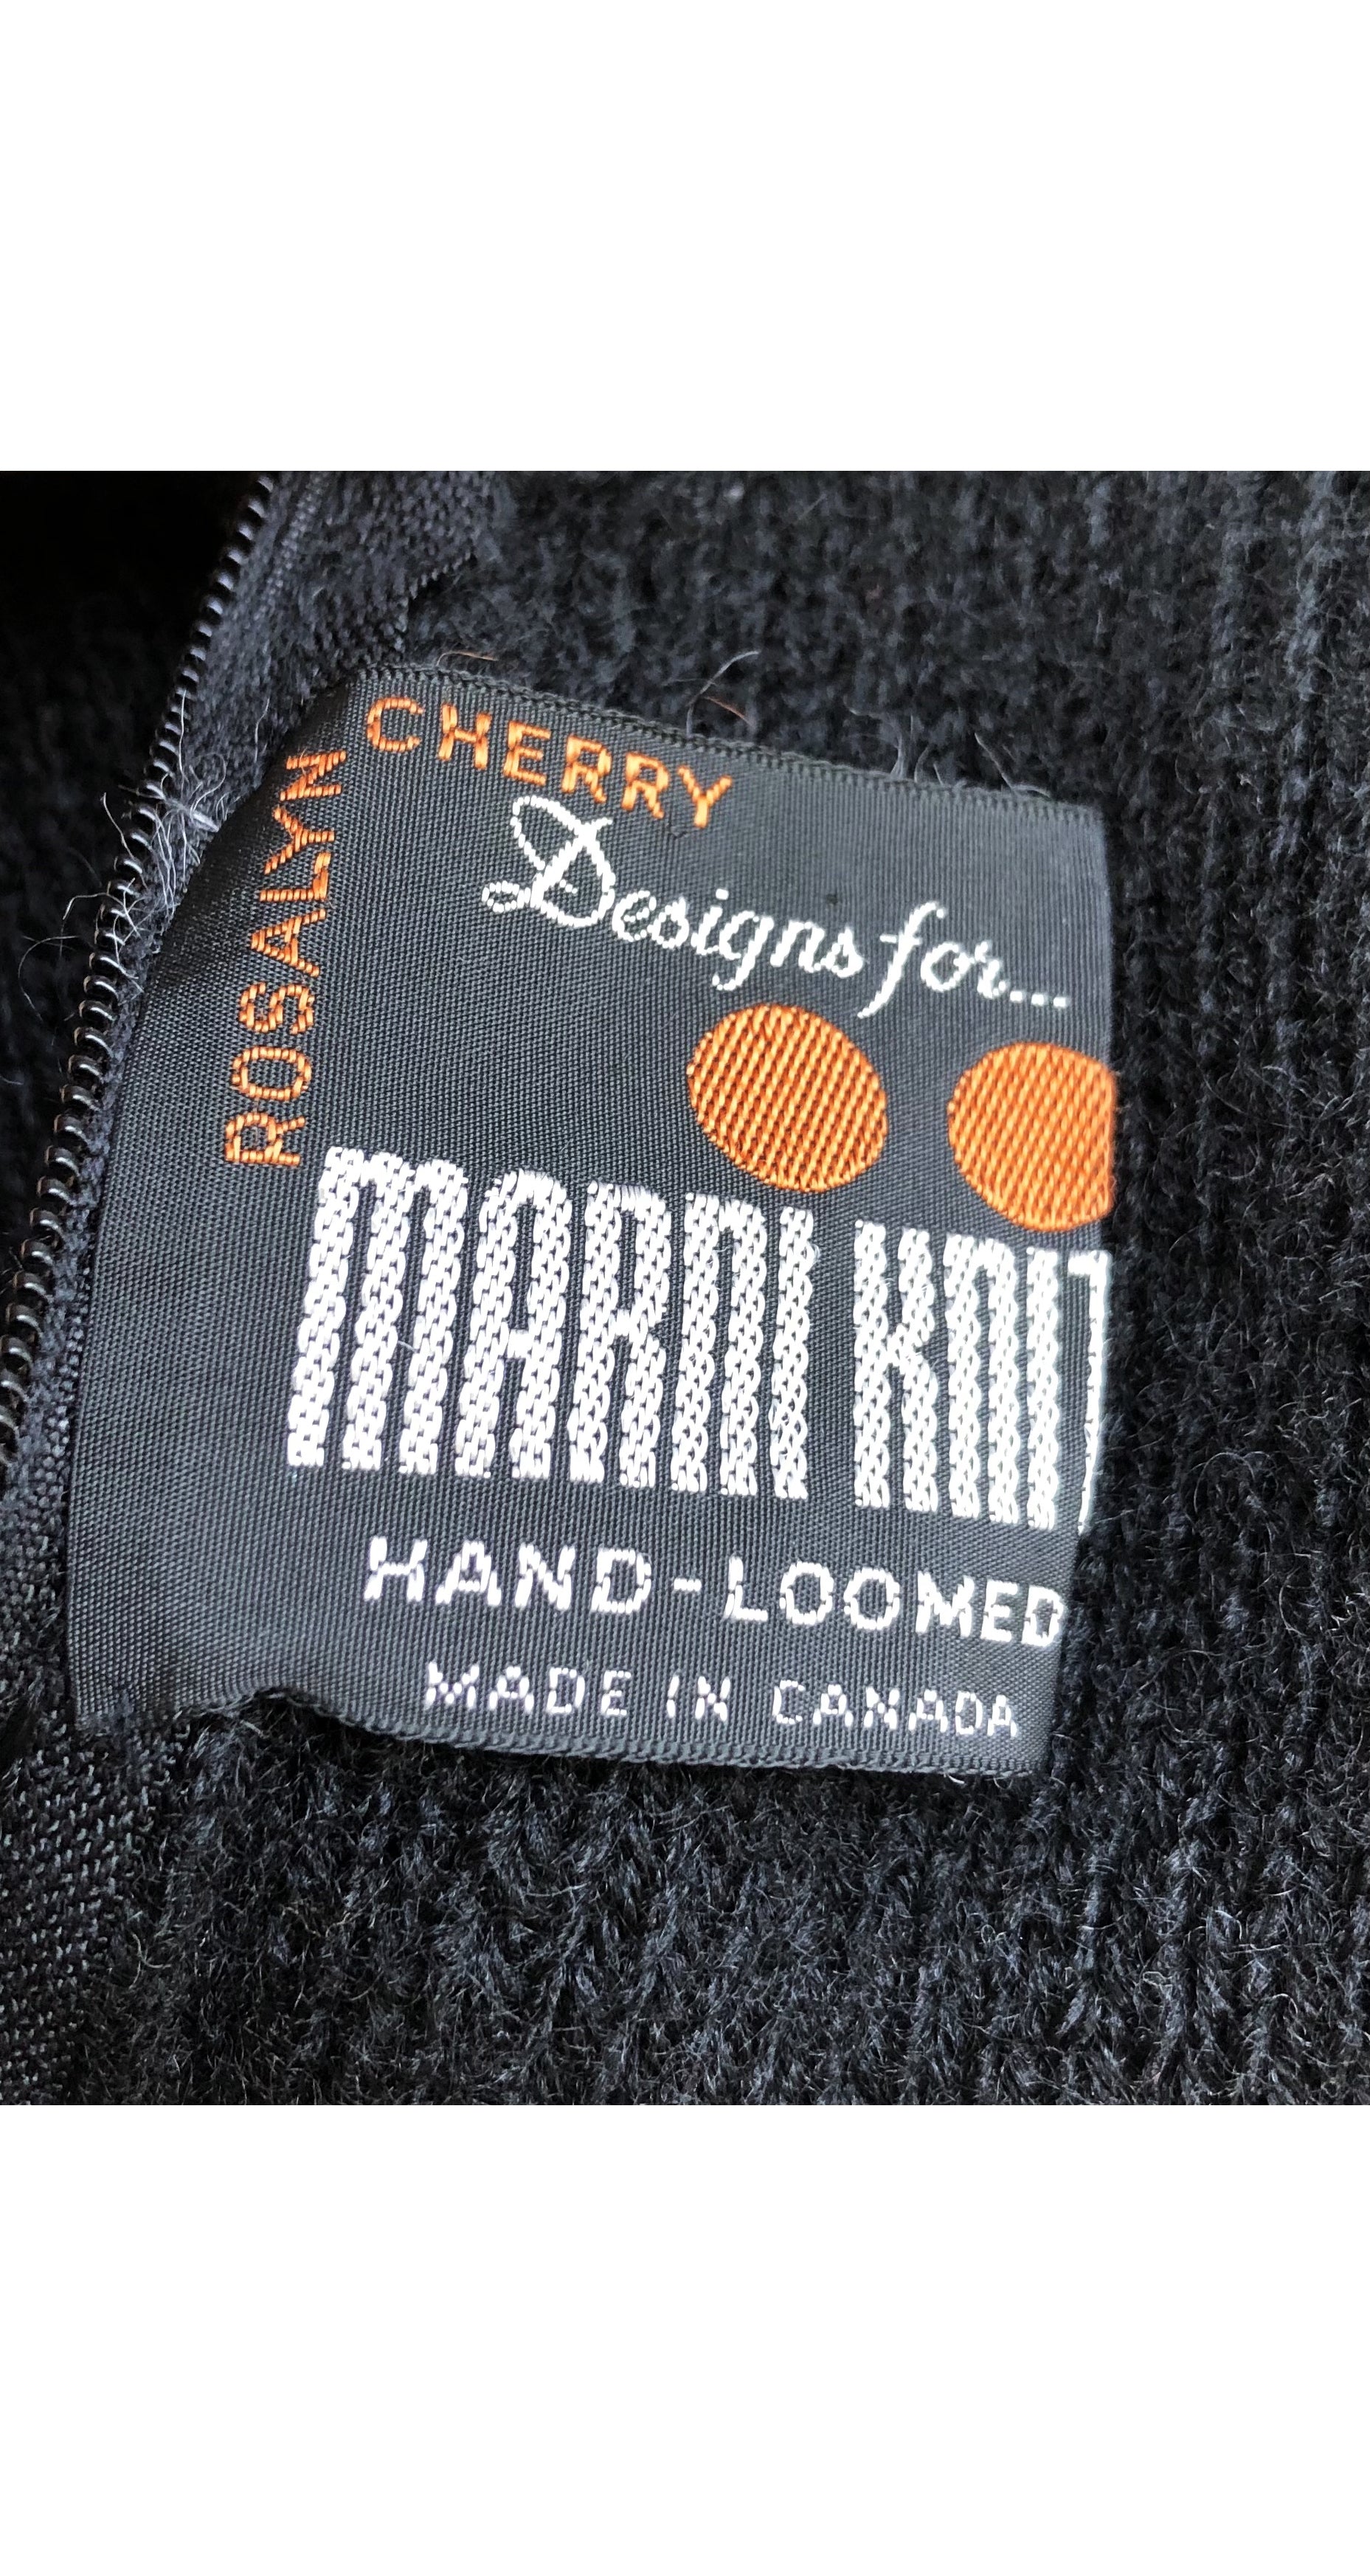 ROSALYN CHERRY
Designs for...
MARNI KNIT
HAND-LOOMED
MADE IN CANADA